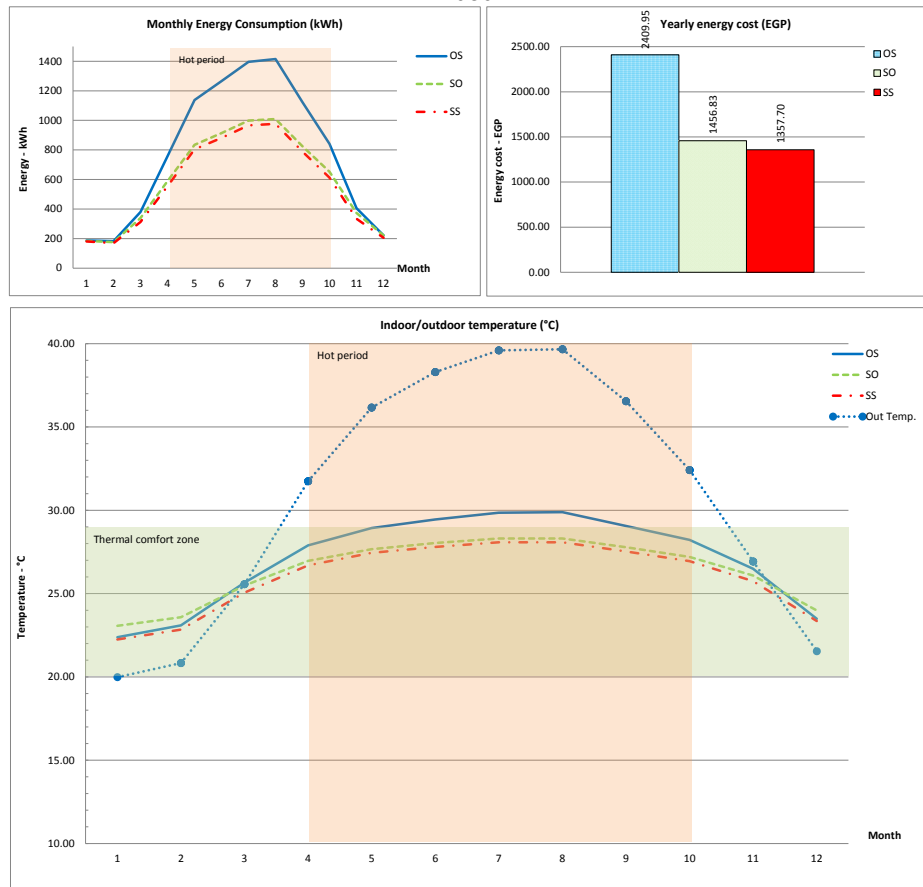 Monthly Energy Consumption (kWh)
Hot period
Energy - kWh
1400
1200
1000
800
600
400
200
0
1 2 3 4 5 6 7 8 9 10 11 12
Month
OS
SO
SS
Yearly energy cost (EGP)
Energy cost - EGP
2500.00
2000.00
1500.00
1000.00
500.00
0.00
2409.95
1456.83
1357.70
OS
SO
SS
Indoor/outdoor temperature (°C)
Hot period
Thermal comfort zone
Temperature - °C
40.00
35.00
30.00
25.00
20.00
15.00
10.00
1 2 3 4 5 6 7 8 9 10 11 12
Month
OS
SO
SS
Out Temp.